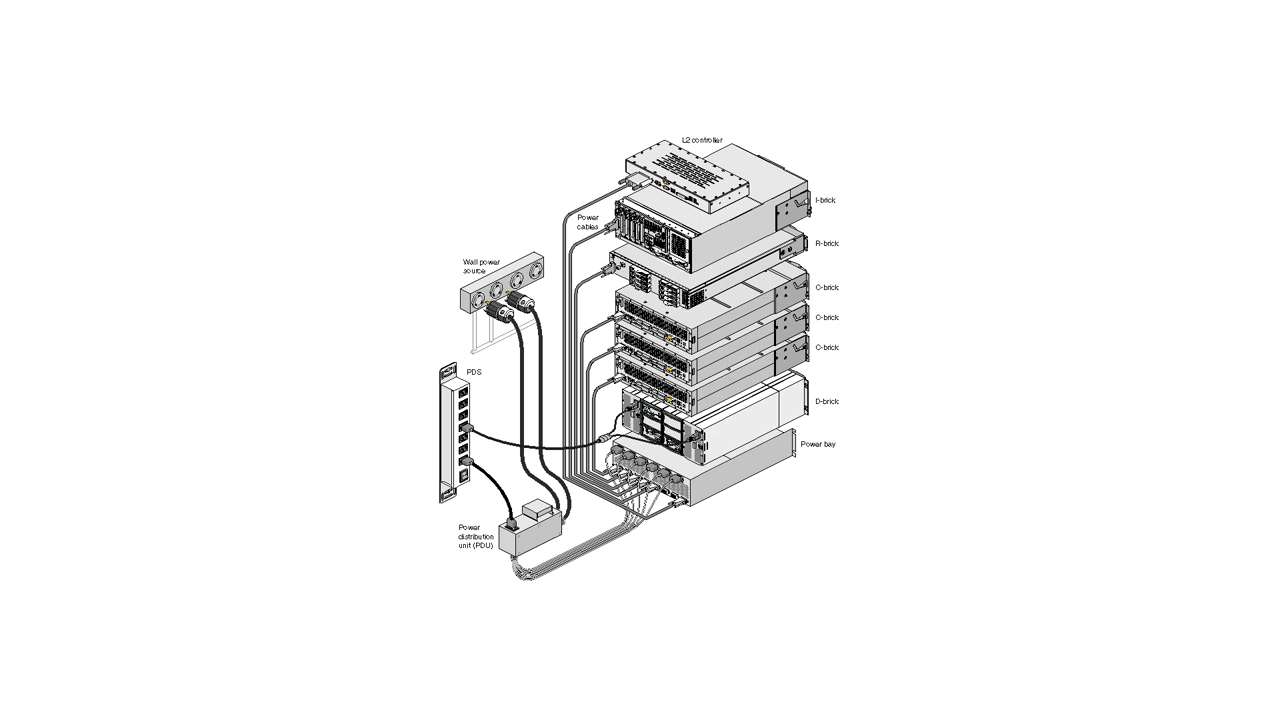 L2 controller
I-brick
Power
cables
R-brick
Wall power
source
C-brick
C-brick
C-brick
PDS
D-brick
Power bay
Power
distribution
unit (PDU)